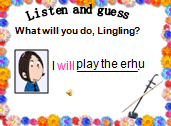 Listen and guess
What will you do, Lingling?
I will play the erhu